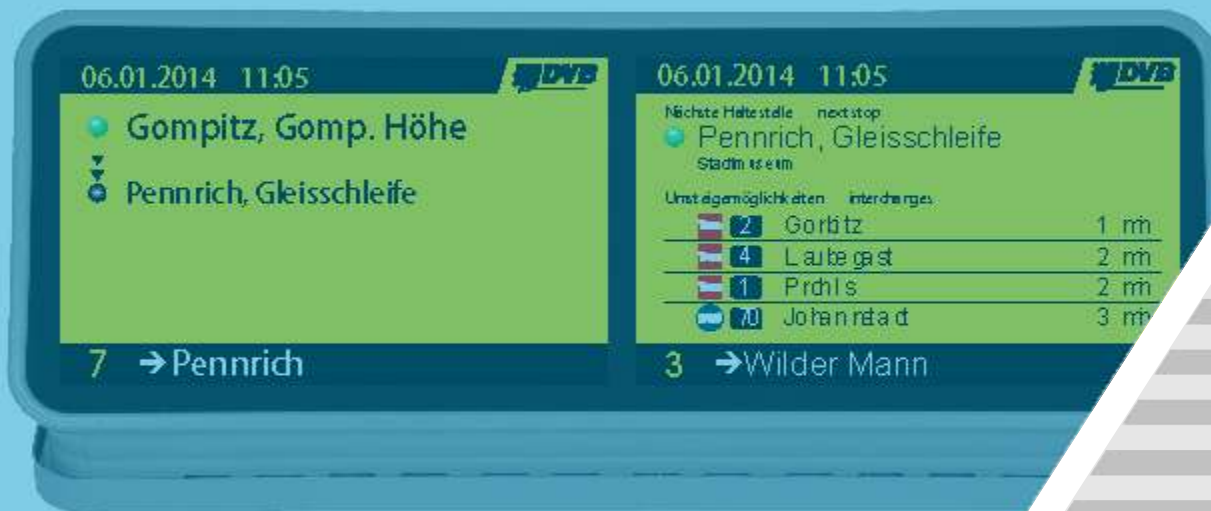 06.01.2014 11:05 DVB
Gompitz, Gomp. Höhe
Pennrich, Gleisschleife
7 → Pennrich
06.01.2014 11:05 DVB
Nächste Haltestelle next stop
Pennrich, Gleisschleife
Stadtmuseum
Umsteigemöglichkeiten interchanges
2 Gorbitz 1 min
4 Laubegast 2 min
1 Prohlis 2 min
70 Johannstadt 3 min
3 → Wilder Mann